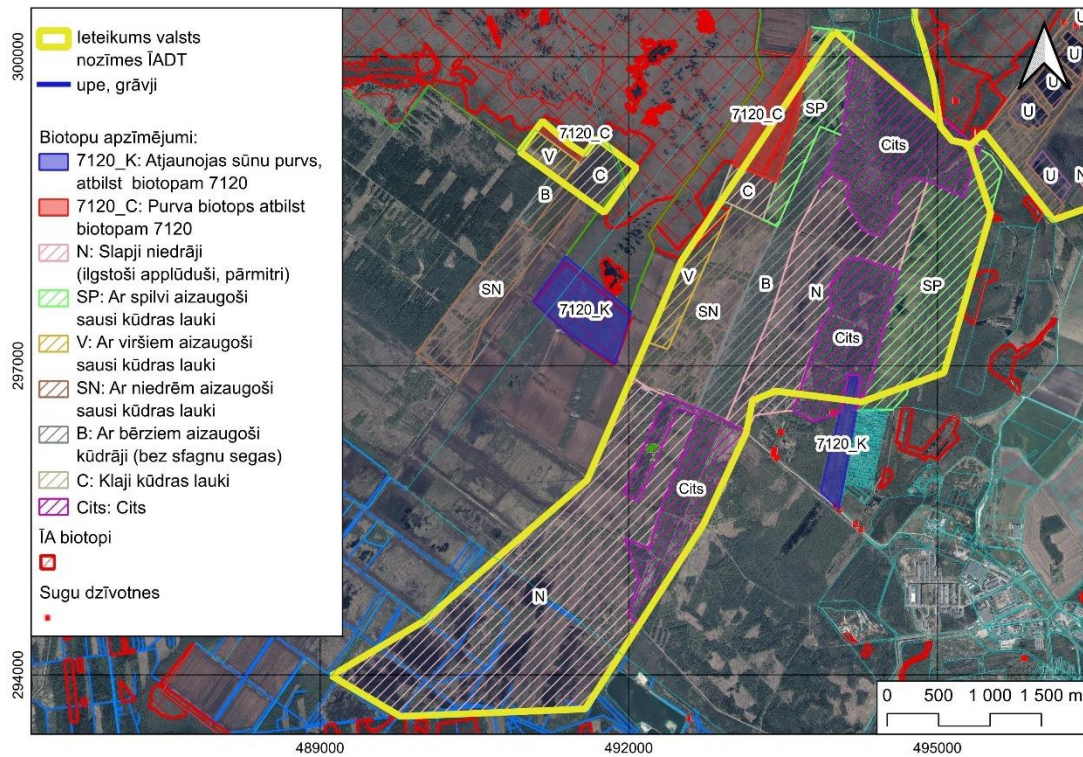 Ieteikums valsts
nozīmes ĪADT
upe, grāvji
Biotopu apzīmējumi:
7120_K: Atjaunojas sūnu purvs,
atbilst biotopam 7120
7120_C: Purva biotops atbilst
biotopam 7120
N: Slapji niedrāji
(ilgstoši applūduši, pārmitri)
SP: Ar spilvi aizaugoši
sausi kūdras lauki
V: Ar viršiem aizaugoši
sausi kūdras lauki
SN: Ar niedrēm aizaugoši
sausi kūdras lauki
B: Ar bērziem aizaugoši
kūdrāji (bez sfagnu segas)
C: Klaji kūdras lauki
Cits: Cits
ĪA biotopi
Sugu dzīvotnes
300000
297000
294000
489000
492000
495000
7120_C
V
C
B
SN
7120_K
7120_C
SP
Cits
C
V
SN
B
N
Cits
SP
7120_K
Cits
N
U
U
U
U
U
U
N
0 500 1 000 1 500 m